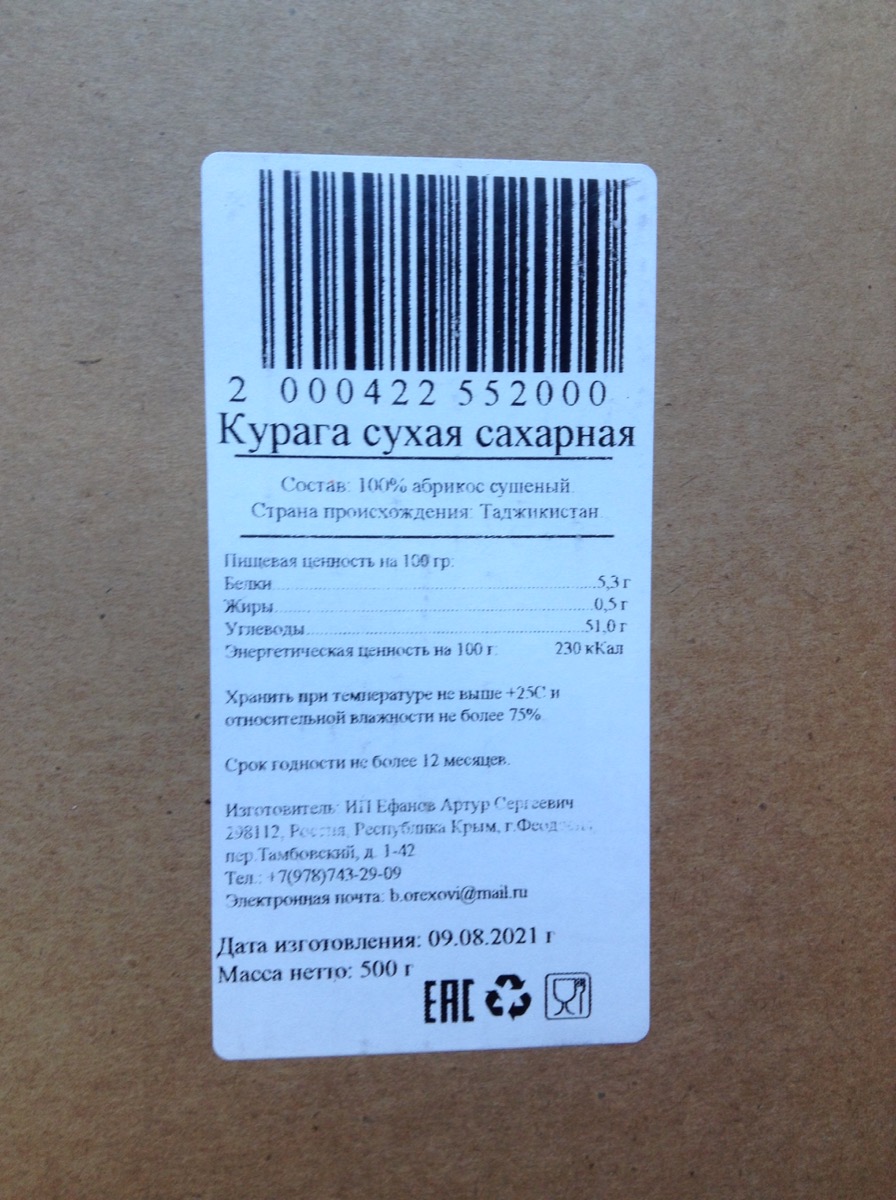 2 000422 552000
Курага сухая сахарная
Состав: 100% абрикос сушеный.
Страна происхождения: Таджикистан.
Пищевая ценность на 100 гр:
Белки 5,3 г
Жиры 0,5 г
Углеводы 51,0 г
Энергетическая ценность на 100 г: 230 кКал
Хранить при температуре не выше +25С и
относительной влажности не более 75%.
Срок годности не более 12 месяцев.
Изготовитель: ИП Ефанов Артур Сергеевич
298112, Россия, Республика Крым,
пер.Тамбовский, д. 1-42
Тел.: +7(978)743-29-09
Электронная почта: b.orexovi@mail.ru
Дата изготовления: 09.08.2021 г
Масса нетто: 500 г
EAC